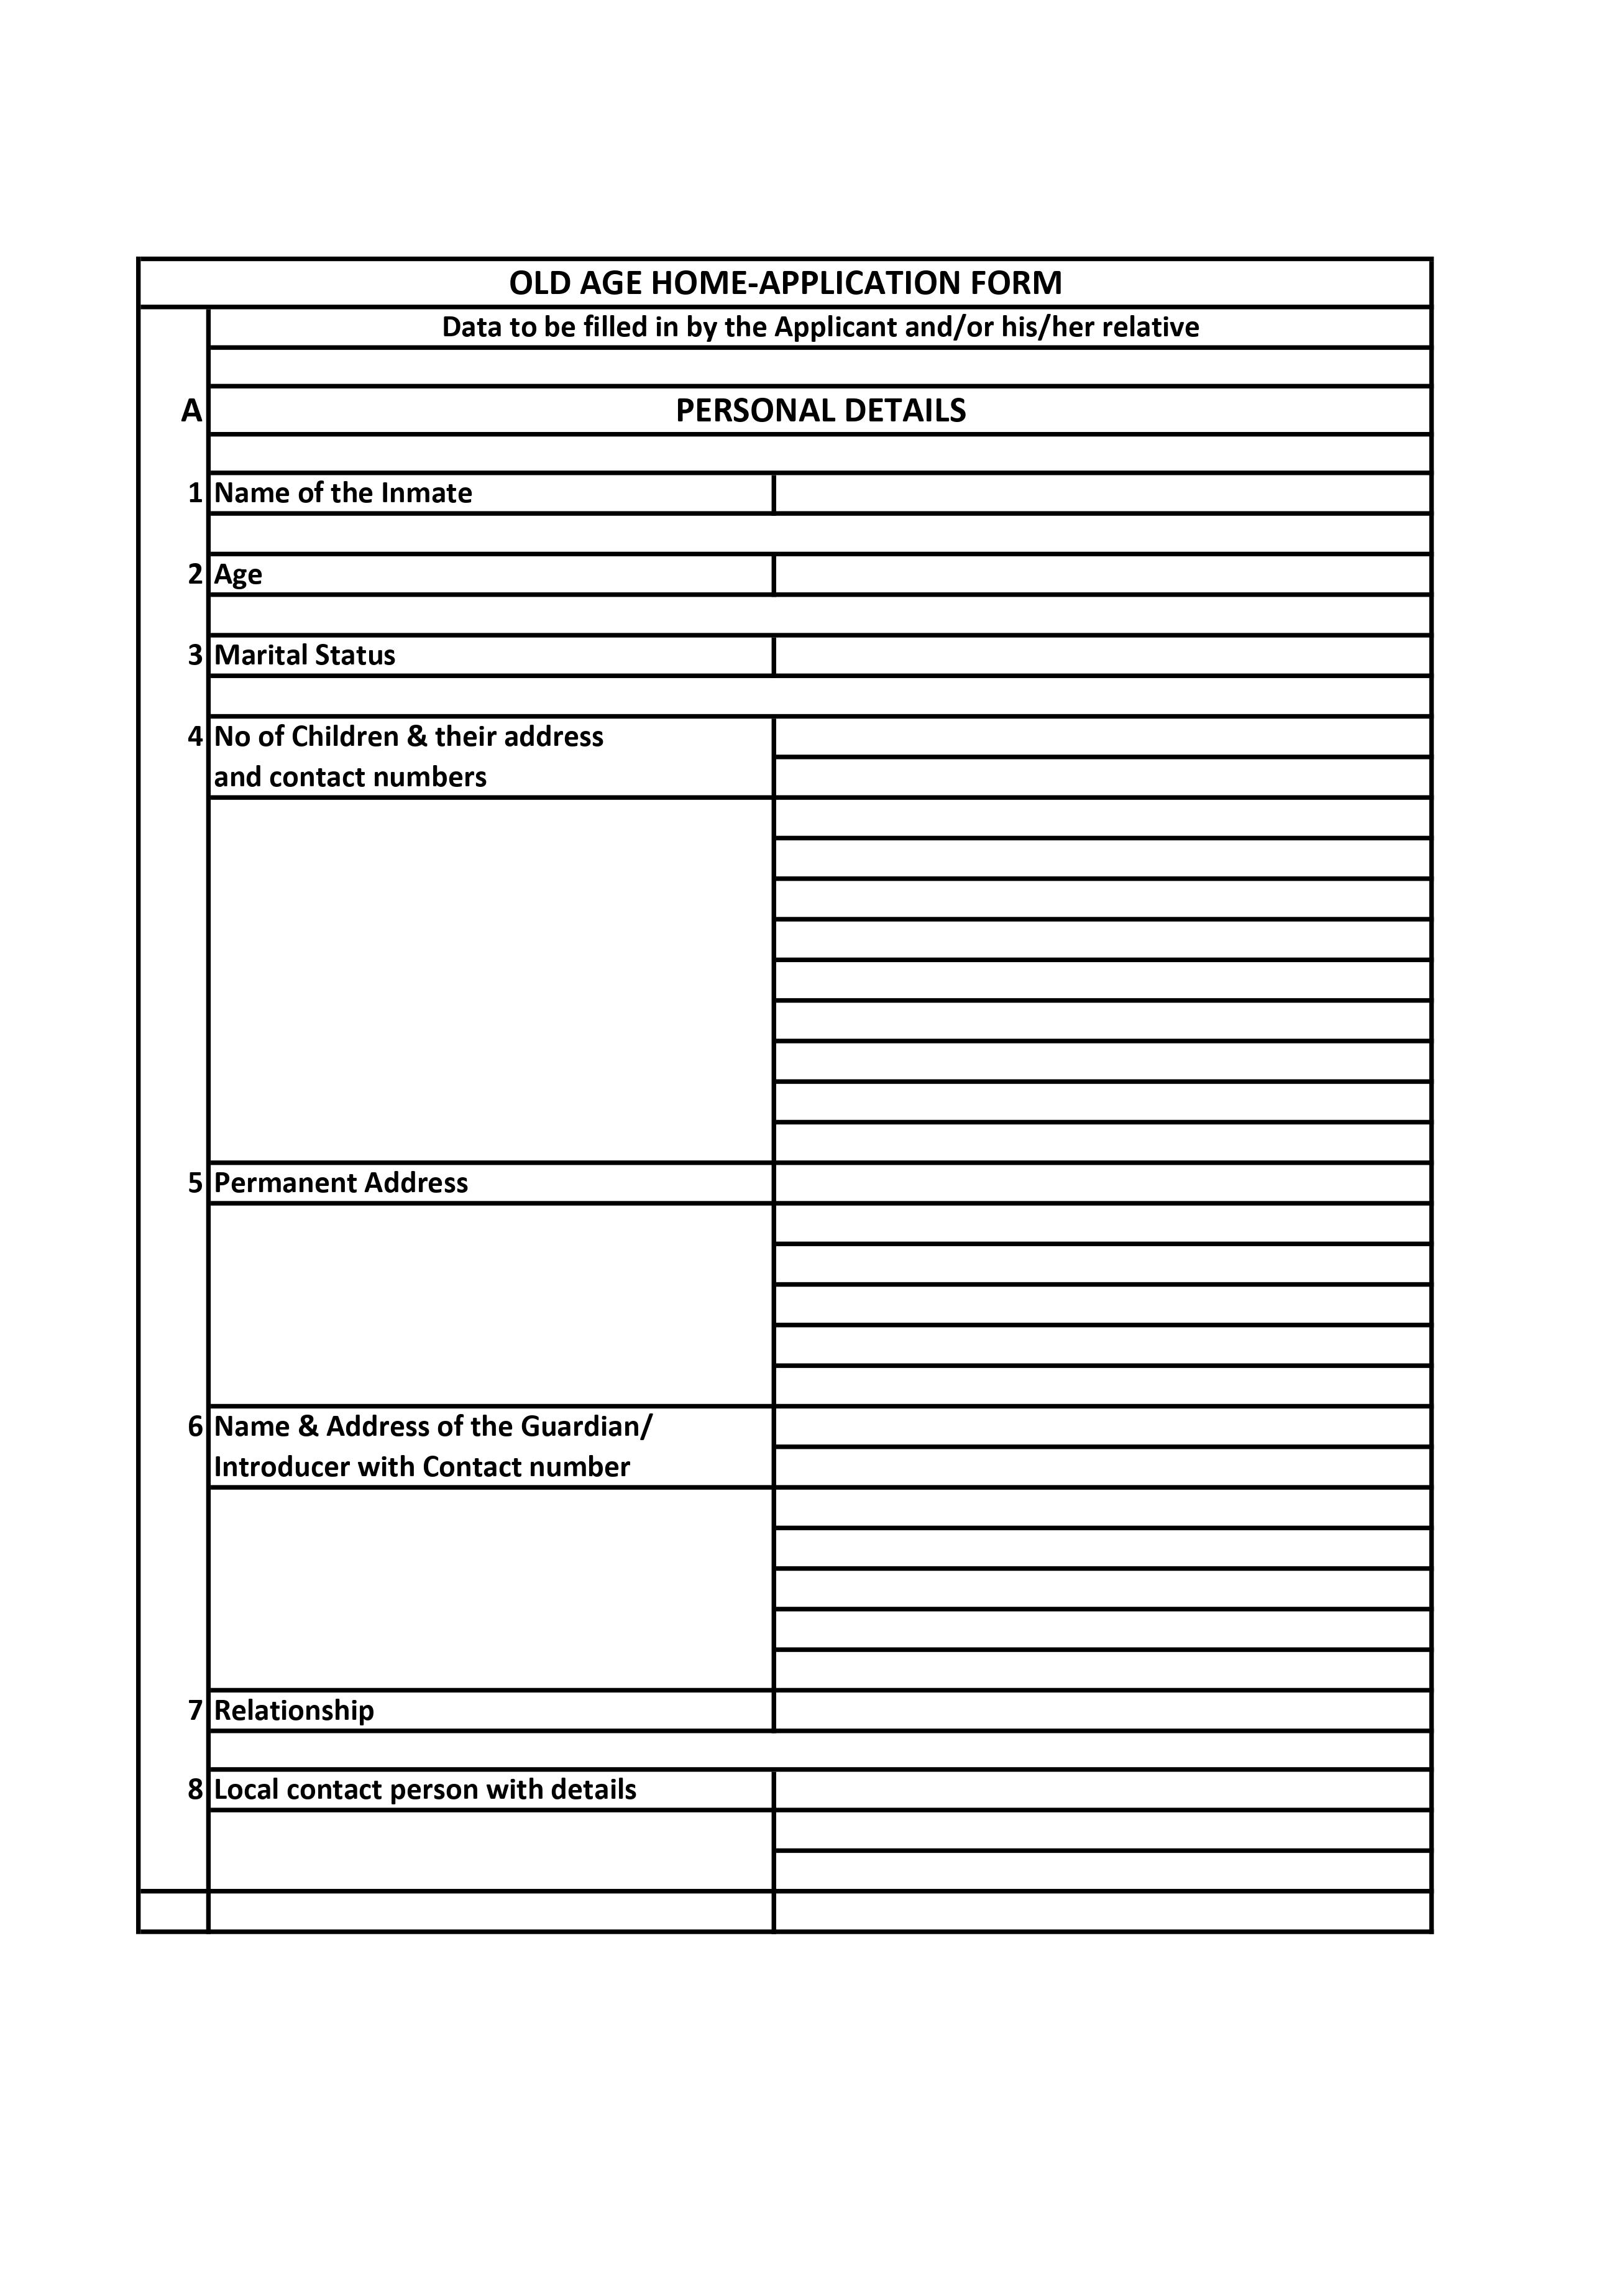 OLD AGE HOME-APPLICATION FORM
Data to be filled in by the Applicant and/or his/her relative
A PERSONAL DETAILS
1 Name of the Inmate
2 Age
3 Marital Status
4 No of Children & their address
and contact numbers
5 Permanent Address
6 Name & Address of the Guardian/
Introducer with Contact number
7 Relationship
8 Local contact person with details